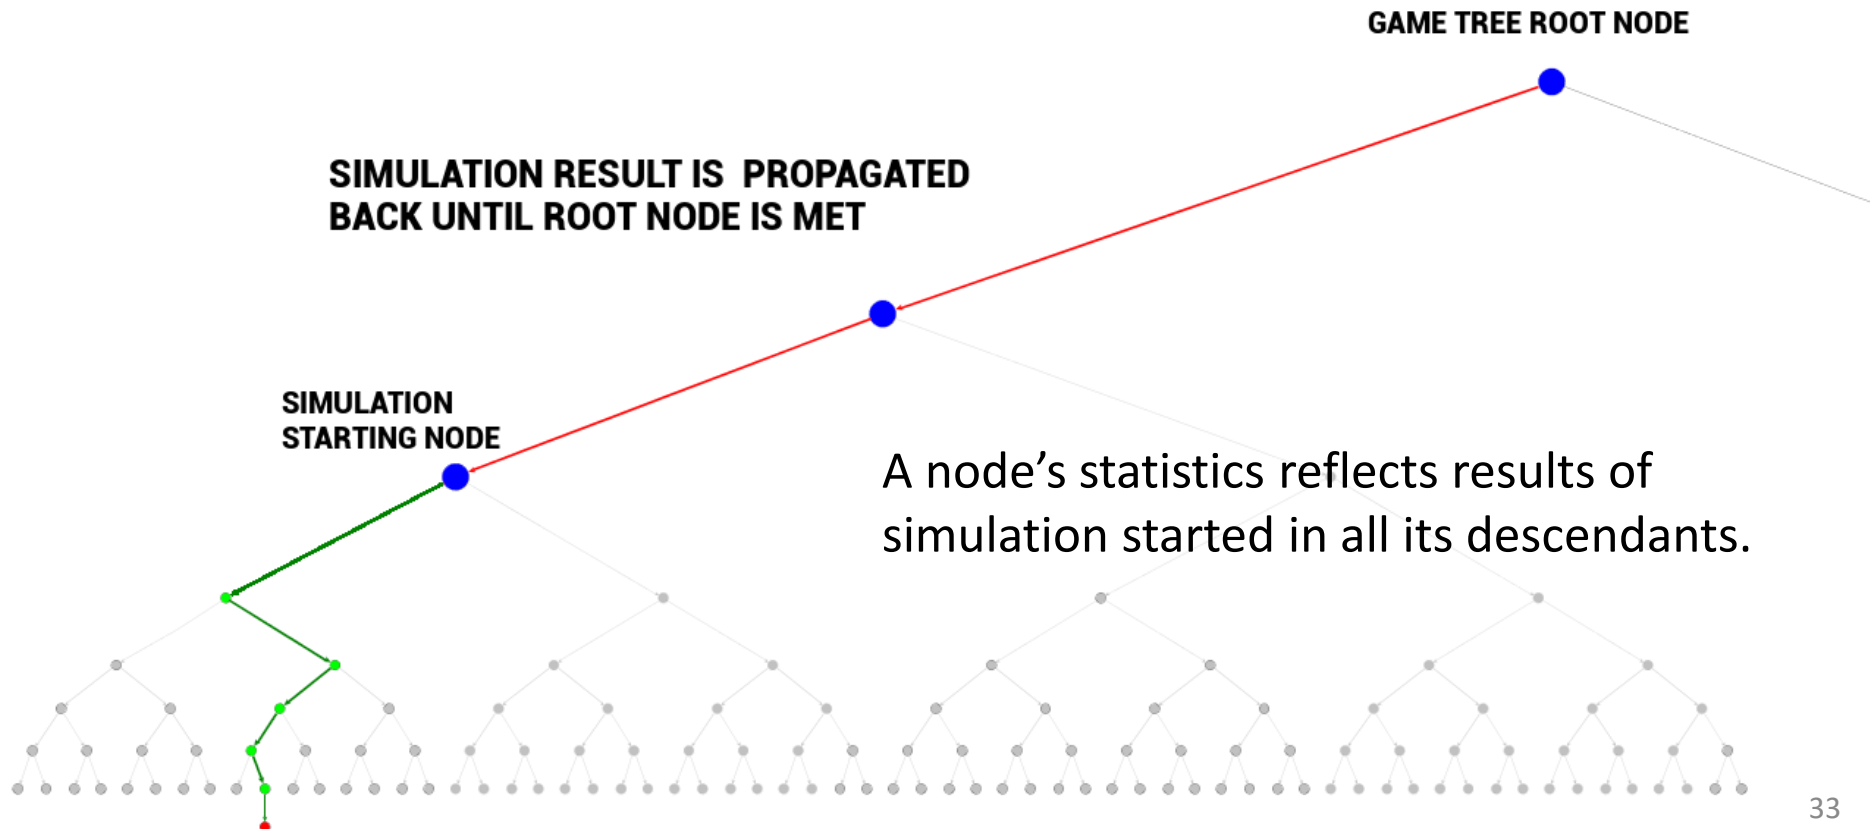 GAME TREE ROOT NODE
SIMULATION RESULT IS PROPAGATED
BACK UNTIL ROOT NODE IS MET
SIMULATION
STARTING NODE
A node’s statistics reflects results of
simulation started in all its descendants.
33